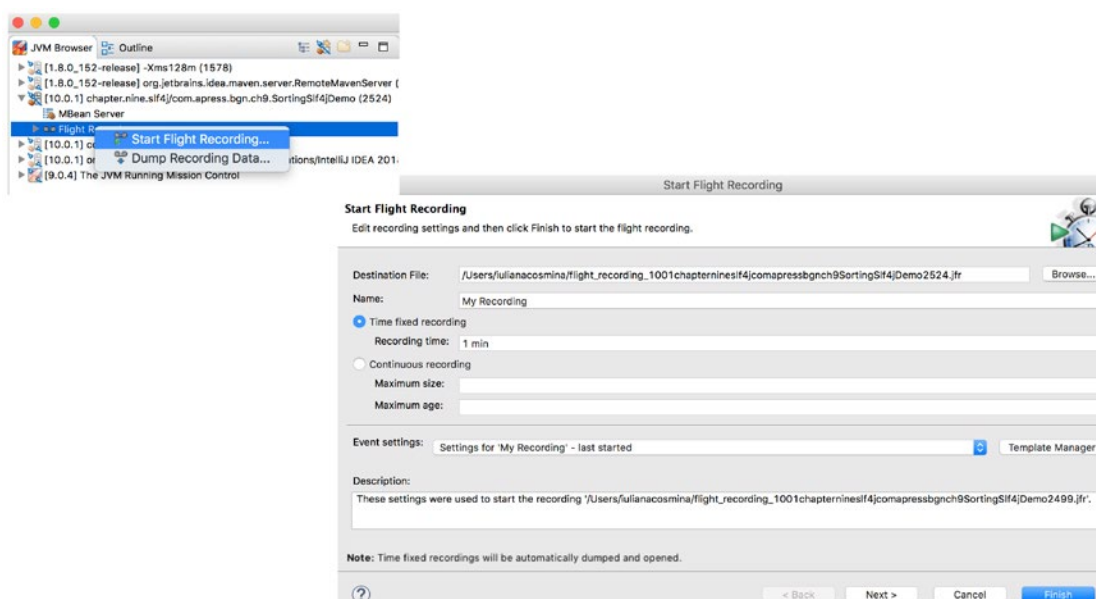 JVM Browser Outline
[1.8.0_152-release] -Xms128m (1578)
[1.8.0_152-release] org.jetbrains.idea.maven.server.RemoteMavenServer (
[10.0.1] chapter.nine.slf4j/com.apress.bgn.ch9.SortingSlf4jDemo (2524)
MBean Server
Flight R
Start Flight Recording...
[10.0.1] co
Dump Recording Data...
[10.0.1] or
tions/IntelliJ IDEA 201
[9.0.4] The JVM Running Mission Control
Start Flight Recording
Start Flight Recording
Edit recording settings and then click Finish to start the flight recording.
Destination File: /Users/iulianacosmina/flight_recording_1001chapternineslf4jcomapressbgnch9SortingSlf4jDemo2524.jfr Browse...
Name: My Recording
Time fixed recording
Recording time: 1 min
Continuous recording
Maximum size:
Maximum age:
Event settings: Settings for 'My Recording' - last started Template Manager
Description:
These settings were used to start the recording '/Users/iulianacosmina/flight_recording_1001chapternineslf4jcomapressbgnch9SortingSlf4jDemo2499.jfr'.
Note: Time fixed recordings will be automatically dumped and opened.
? < Back Next > Cancel Finish